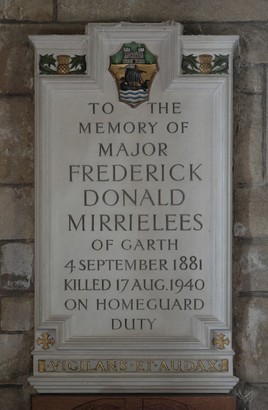 TO THE
MEMORY OF
MAJOR
FREDERICK
DONALD
MIRRIELEES
OF GARTH
4 SEPTEMBER 1881
KILLED 17 AUG. 1940
ON HOMEGUARD
DUTY
VIGILANS·ET·AUDAX